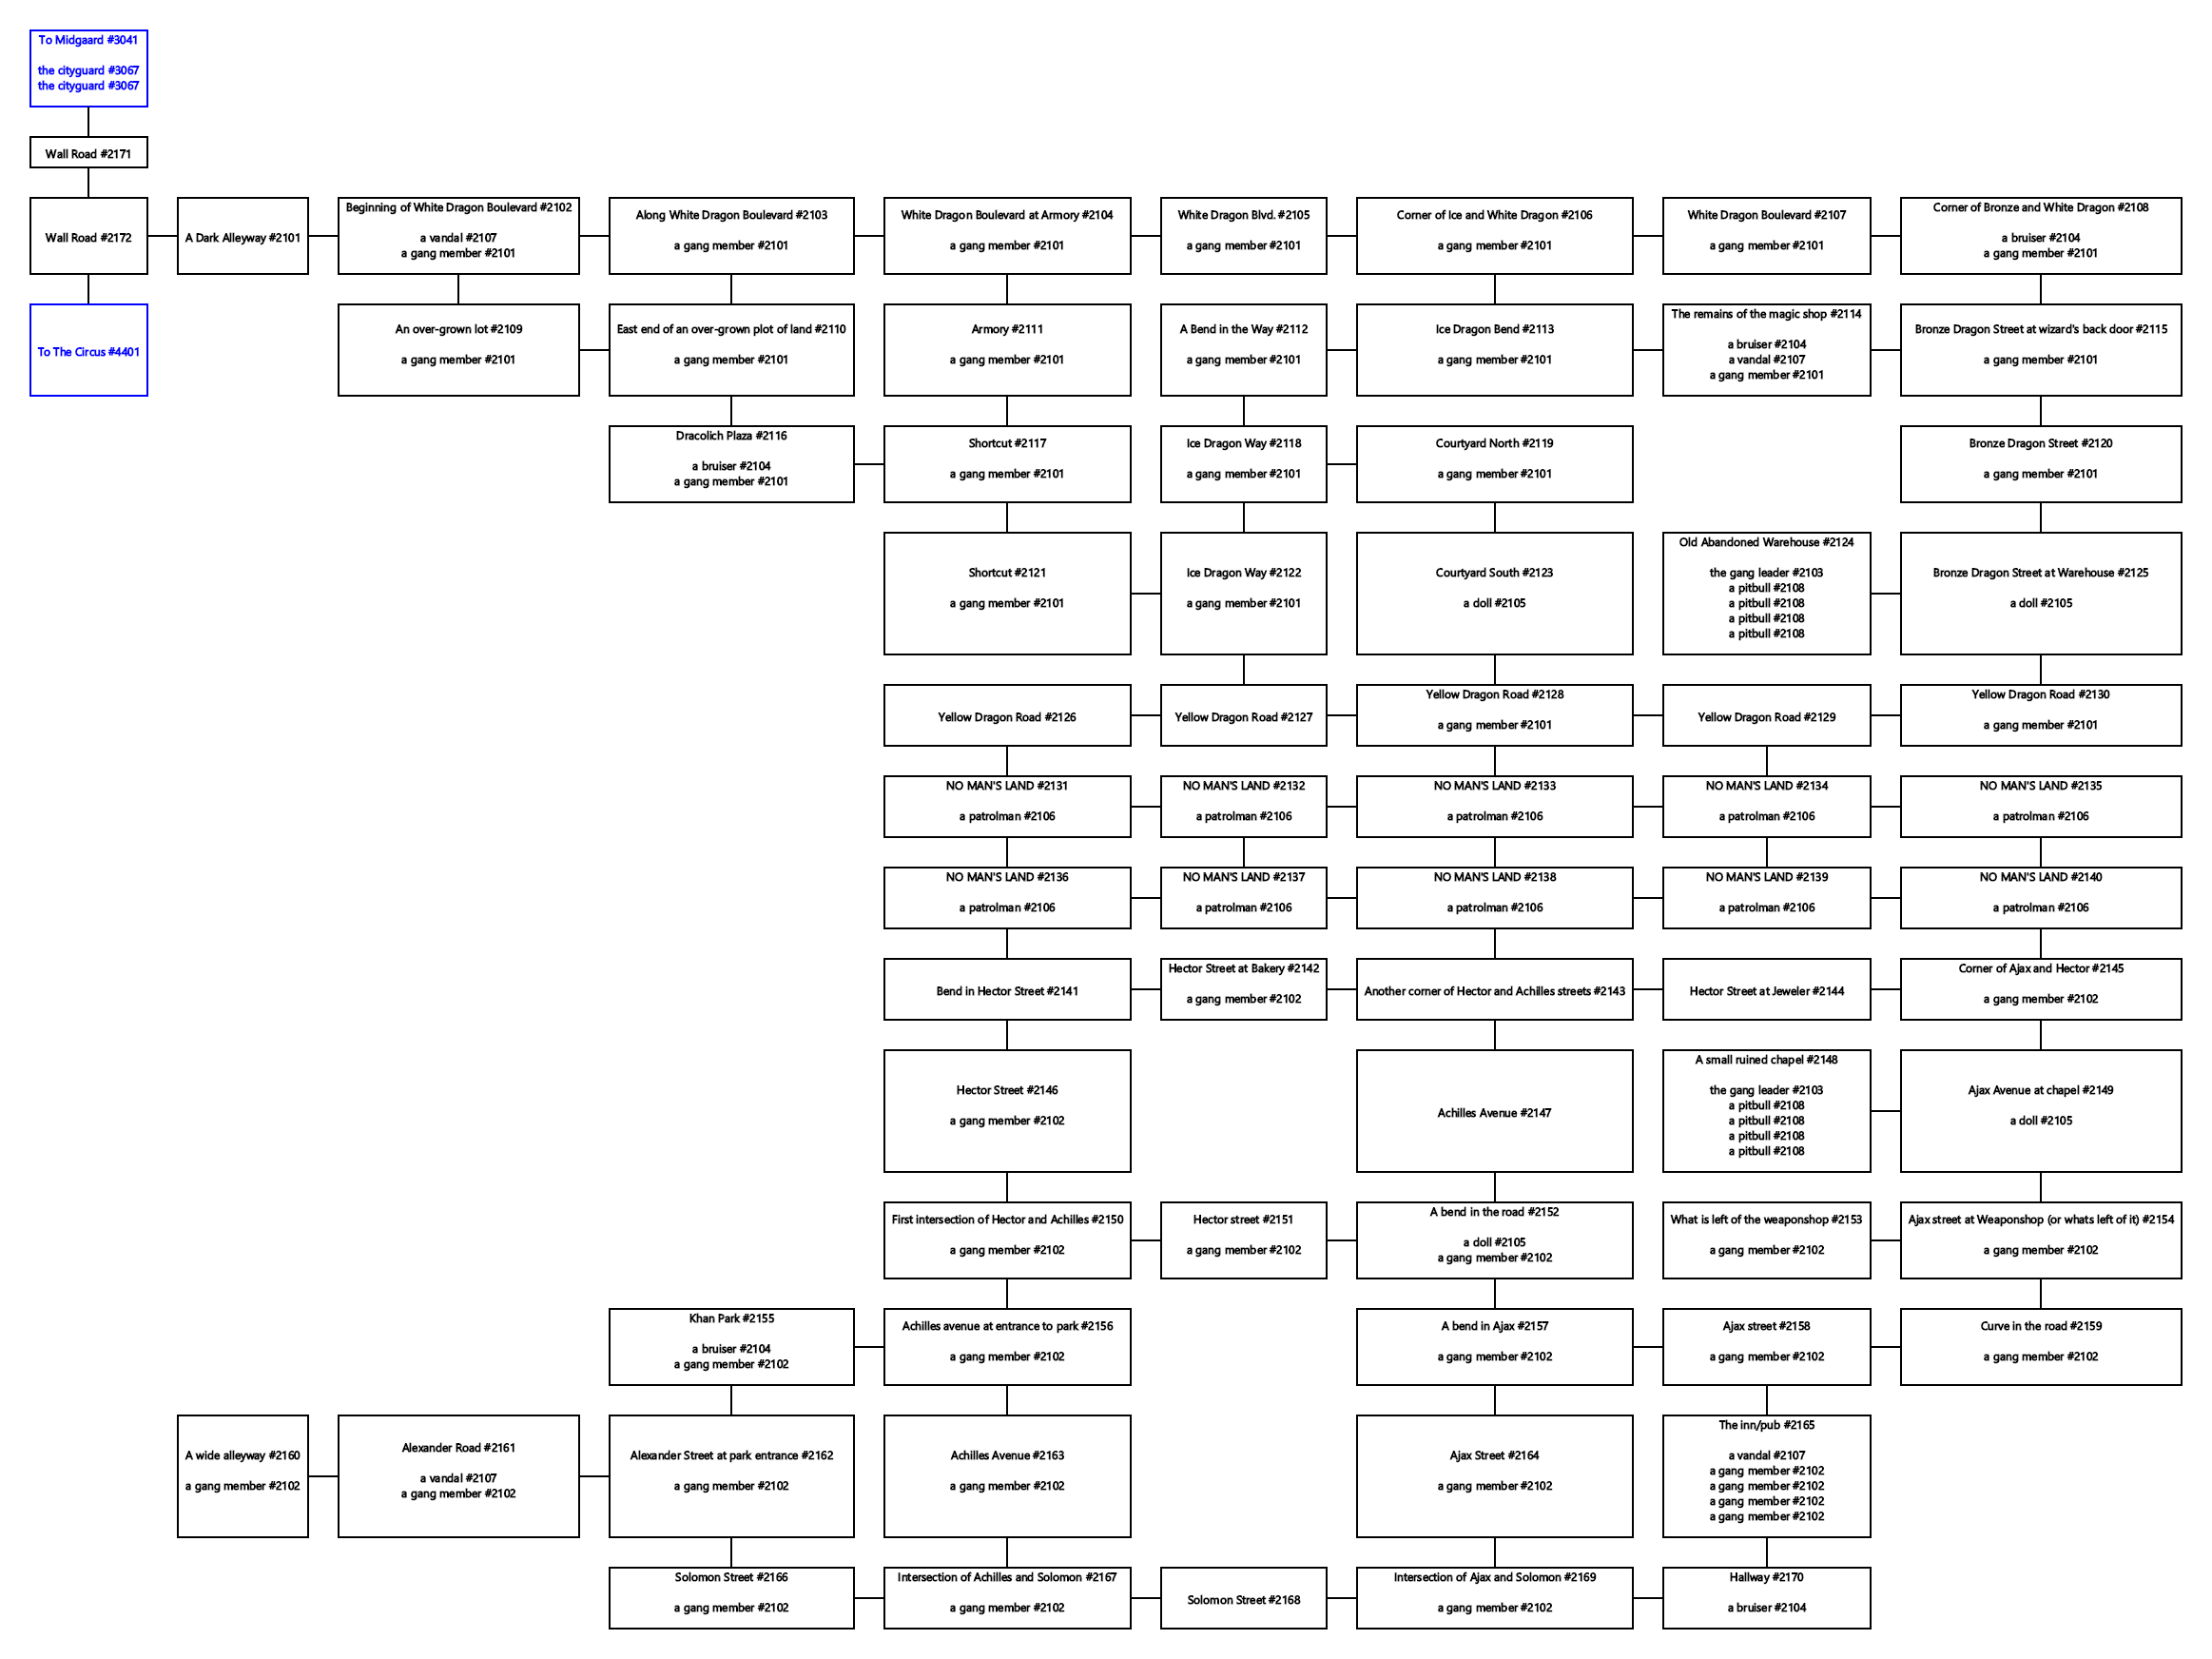 To Midgaard #3041
the cityguard #3067
the cityguard #3067
Wall Road #2171
Wall Road #2172
A Dark Alleyway #2101
Beginning of White Dragon Boulevard #2102
a vandal #2107
a gang member #2101
Along White Dragon Boulevard #2103
a gang member #2101
White Dragon Boulevard at Armory #2104
a gang member #2101
White Dragon Blvd. #2105
a gang member #2101
Corner of Ice and White Dragon #2106
a gang member #2101
White Dragon Boulevard #2107
a gang member #2101
Corner of Bronze and White Dragon #2108
a bruiser #2104
a gang member #2101
To The Circus #4401
An over-grown lot #2109
a gang member #2101
East end of an over-grown plot of land #2110
a gang member #2101
Armory #2111
a gang member #2101
A Bend in the Way #2112
a gang member #2101
Ice Dragon Bend #2113
a gang member #2101
The remains of the magic shop #2114
a bruiser #2104
a vandal #2107
a gang member #2101
Bronze Dragon Street at wizard's back door #2115
a gang member #2101
Dracolich Plaza #2116
a bruiser #2104
a gang member #2101
Shortcut #2117
a gang member #2101
Ice Dragon Way #2118
a gang member #2101
Courtyard North #2119
a gang member #2101
Bronze Dragon Street #2120
a gang member #2101
Shortcut #2121
a gang member #2101
Ice Dragon Way #2122
a gang member #2101
Courtyard South #2123
a doll #2105
Old Abandoned Warehouse #2124
the gang leader #2103
a pitbull #2108
a pitbull #2108
a pitbull #2108
a pitbull #2108
Bronze Dragon Street at Warehouse #2125
a doll #2105
Yellow Dragon Road #2126
Yellow Dragon Road #2127
Yellow Dragon Road #2128
a gang member #2101
Yellow Dragon Road #2129
Yellow Dragon Road #2130
a gang member #2101
NO MAN'S LAND #2131
a patrolman #2106
NO MAN'S LAND #2132
a patrolman #2106
NO MAN'S LAND #2133
a patrolman #2106
NO MAN'S LAND #2134
a patrolman #2106
NO MAN'S LAND #2135
a patrolman #2106
NO MAN'S LAND #2136
a patrolman #2106
NO MAN'S LAND #2137
a patrolman #2106
NO MAN'S LAND #2138
a patrolman #2106
NO MAN'S LAND #2139
a patrolman #2106
NO MAN'S LAND #2140
a patrolman #2106
Bend in Hector Street #2141
Hector Street at Bakery #2142
a gang member #2102
Another corner of Hector and Achilles streets #2143
Hector Street at Jeweler #2144
Corner of Ajax and Hector #2145
a gang member #2102
Hector Street #2146
a gang member #2102
Achilles Avenue #2147
A small ruined chapel #2148
the gang leader #2103
a pitbull #2108
a pitbull #2108
a pitbull #2108
a pitbull #2108
Ajax Avenue at chapel #2149
a doll #2105
First intersection of Hector and Achilles #2150
a gang member #2102
Hector street #2151
a gang member #2102
A bend in the road #2152
a doll #2105
a gang member #2102
What is left of the weaponshop #2153
a gang member #2102
Ajax street at Weaponshop (or whats left of it) #2154
a gang member #2102
Khan Park #2155
a bruiser #2104
a gang member #2102
Achilles avenue at entrance to park #2156
a gang member #2102
A bend in Ajax #2157
a gang member #2102
Ajax street #2158
a gang member #2102
Curve in the road #2159
a gang member #2102
A wide alleyway #2160
a gang member #2102
Alexander Road #2161
a vandal #2107
a gang member #2102
Alexander Street at park entrance #2162
a gang member #2102
Achilles Avenue #2163
a gang member #2102
Ajax Street #2164
a gang member #2102
The inn/pub #2165
a vandal #2107
a gang member #2102
a gang member #2102
a gang member #2102
a gang member #2102
Solomon Street #2166
a gang member #2102
Intersection of Achilles and Solomon #2167
a gang member #2102
Solomon Street #2168
Intersection of Ajax and Solomon #2169
a gang member #2102
Hallway #2170
a bruiser #2104